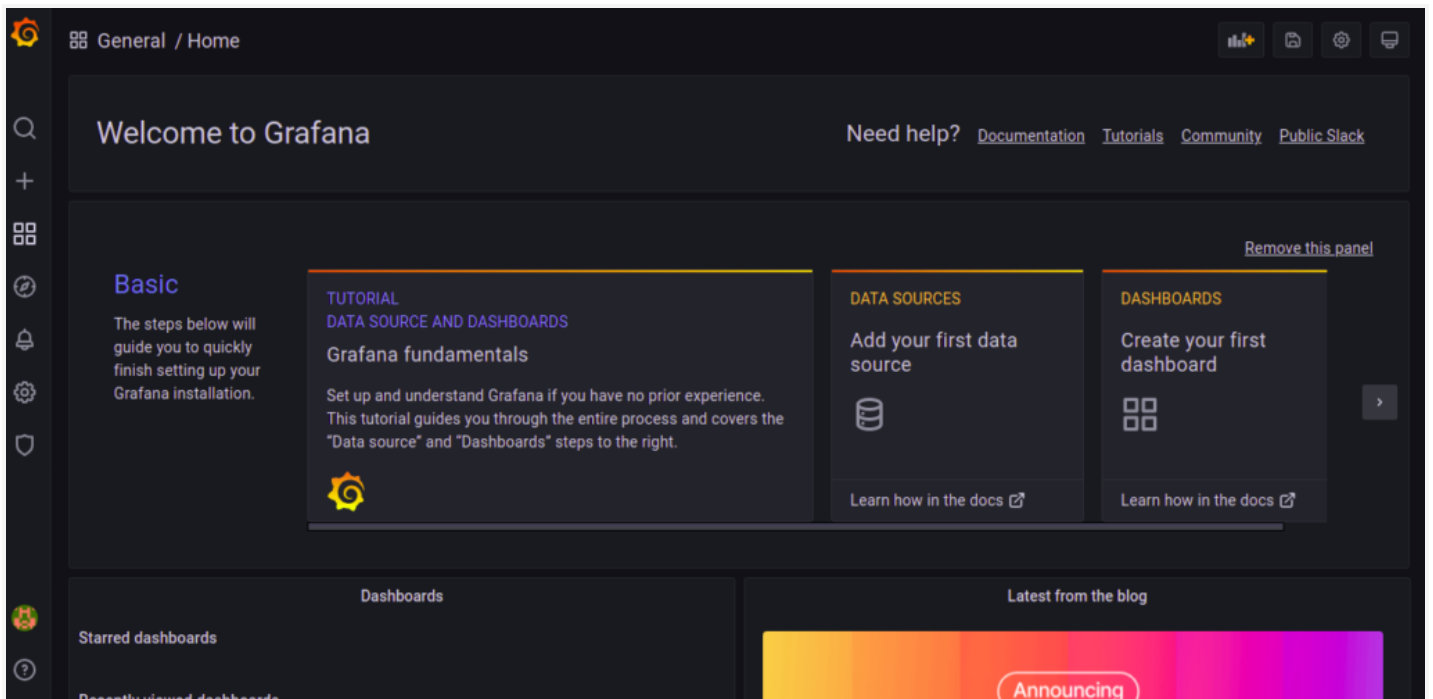 General / Home
Welcome to Grafana
Need help? Documentation Tutorials Community Public Slack
Remove this panel
Basic
The steps below will
guide you to quickly
finish setting up your
Grafana installation.
TUTORIAL
DATA SOURCE AND DASHBOARDS
Grafana fundamentals
Set up and understand Grafana if you have no prior experience.
This tutorial guides you through the entire process and covers the
“Data source” and “Dashboards” steps to the right.
DATA SOURCES
Add your first data
source
Learn how in the docs
DASHBOARDS
Create your first
dashboard
Learn how in the docs
Dashboards
Starred dashboards
Recently viewed dashboards
Latest from the blog
Announcing